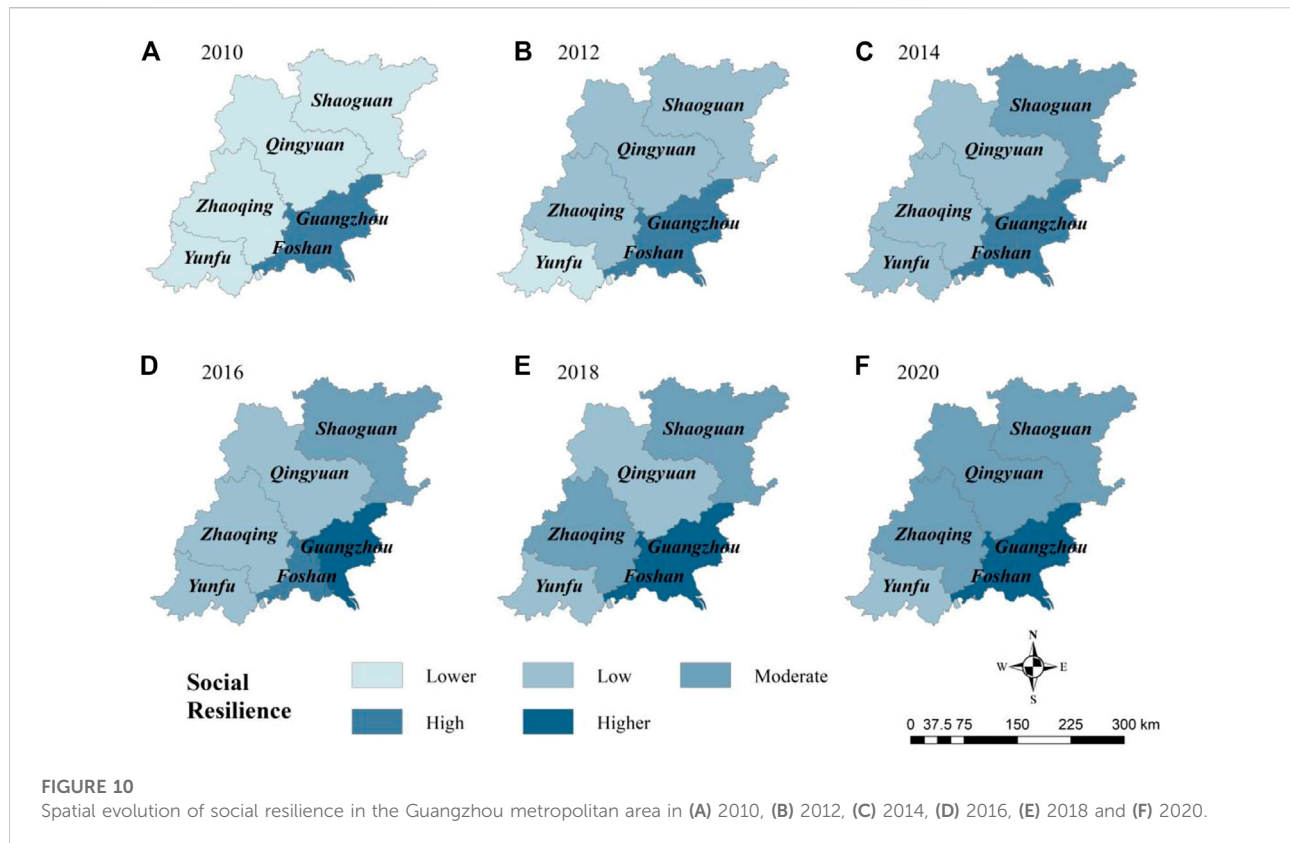 A 2010
Shaoguan
Qingyuan
Zhaoqing
Guangzhou
Foshan
Yunfu
B 2012
Shaoguan
Qingyuan
Zhaoqing
Guangzhou
Foshan
Yunfu
C 2014
Shaoguan
Qingyuan
Zhaoqing
Guangzhou
Foshan
Yunfu
D 2016
Shaoguan
Qingyuan
Zhaoqing
Guangzhou
Foshan
Yunfu
E 2018
Shaoguan
Qingyuan
Zhaoqing
Guangzhou
Foshan
Yunfu
F 2020
Shaoguan
Qingyuan
Zhaoqing
Guangzhou
Foshan
Yunfu
Social
Resilience
Lower
Low
Moderate
High
Higher
N
W E
S
0 37.5 75 150 225 300 km
FIGURE 10
Spatial evolution of social resilience in the Guangzhou metropolitan area in (A) 2010, (B) 2012, (C) 2014, (D) 2016, (E) 2018 and (F) 2020.